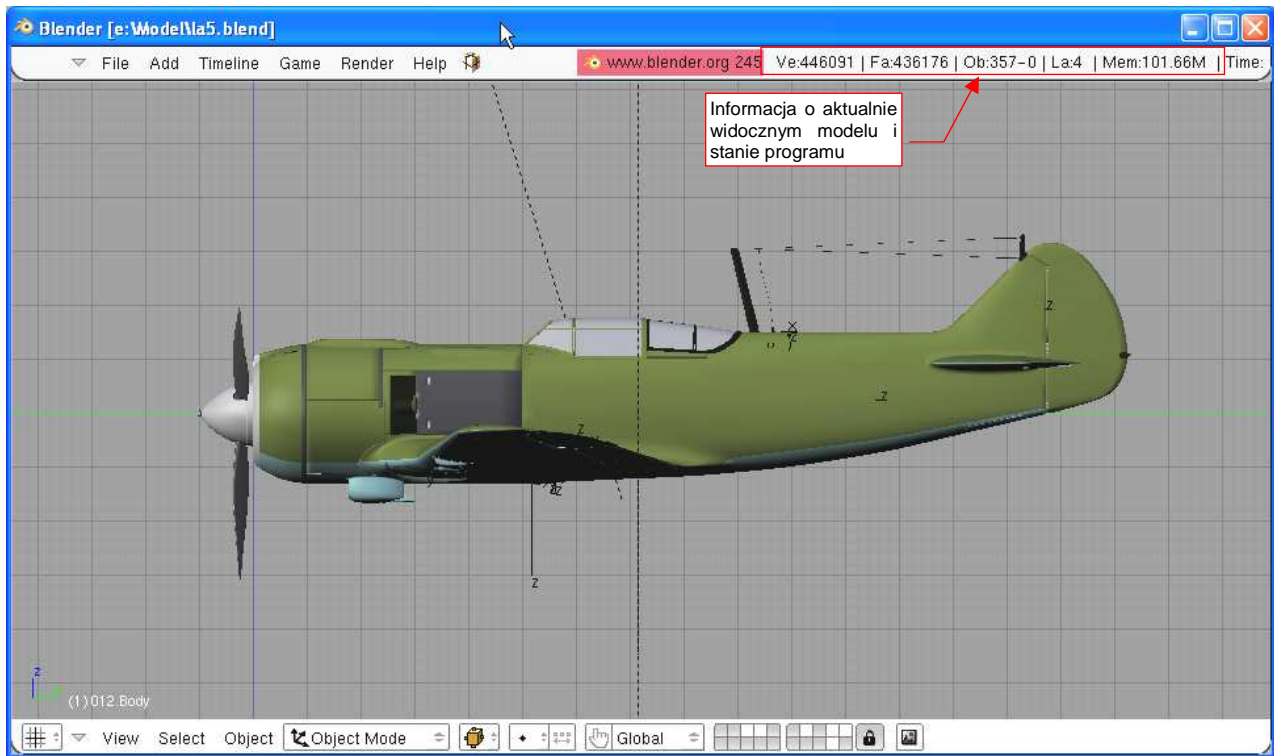 Blender [e:\Model\la5.blend]
File Add Timeline Game Render Help www.blender.org 245 Ve:446091 | Fa:436176 | Ob:357-0 | La:4 | Mem:101.66M | Time:
Informacja o aktualnie
widocznym modelu i
stanie programu
z
x
z
z
z
z
z
(1) 012.Body
View Select Object Object Mode Global